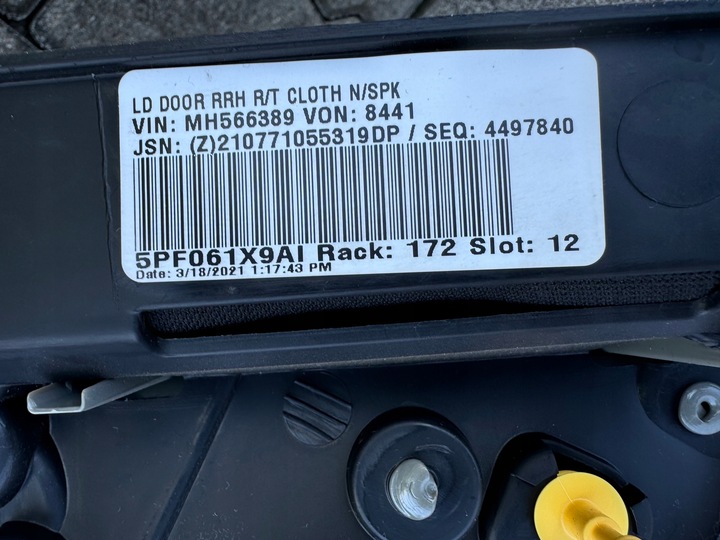 LD DOOR RRH R/T CLOTH N/SPK
VIN: MH566389 VON: 8441
JSN: (Z)210771055319DP / SEQ: 4497840
5PF061X9AI Rack: 172 Slot: 12
Date: 3/18/2021 1:17:43 PM